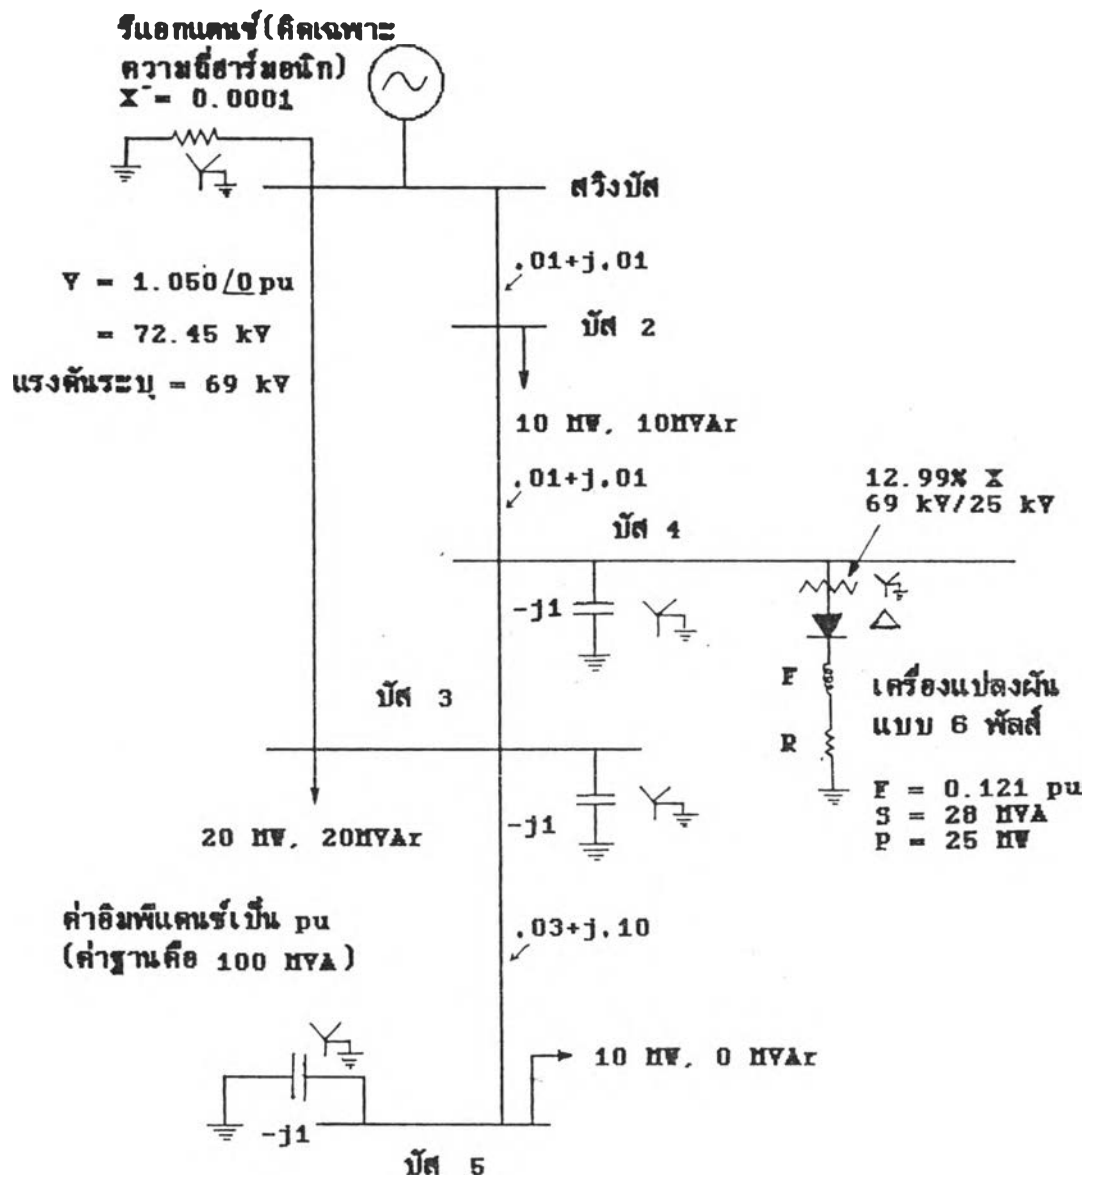 รีแอกแตนซ์(คิดเฉพาะ
ความถี่ฮาร์มอนิก)
X¯= 0.0001
สวิงบัส
.01+j.01
V = 1.050/0 pu
= 72.45 kV
แรงดันระบุ = 69 kV
บัส 2
10 MW, 10MVAr
.01+j.01
12.99% X
69 kV/25 kV
บัส 4
-j1
F
R
เครื่องแปลงผัน
แบบ 6 พัลส์
F = 0.121 pu
S = 28 MVA
P = 25 MW
บัส 3
-j1
20 MW, 20MVAr
ค่าอิมพีแดนซ์เป็น pu
(ค่าฐานคือ 100 MVA)
.03+j.10
10 MW, 0 MVAr
-j1
บัส 5